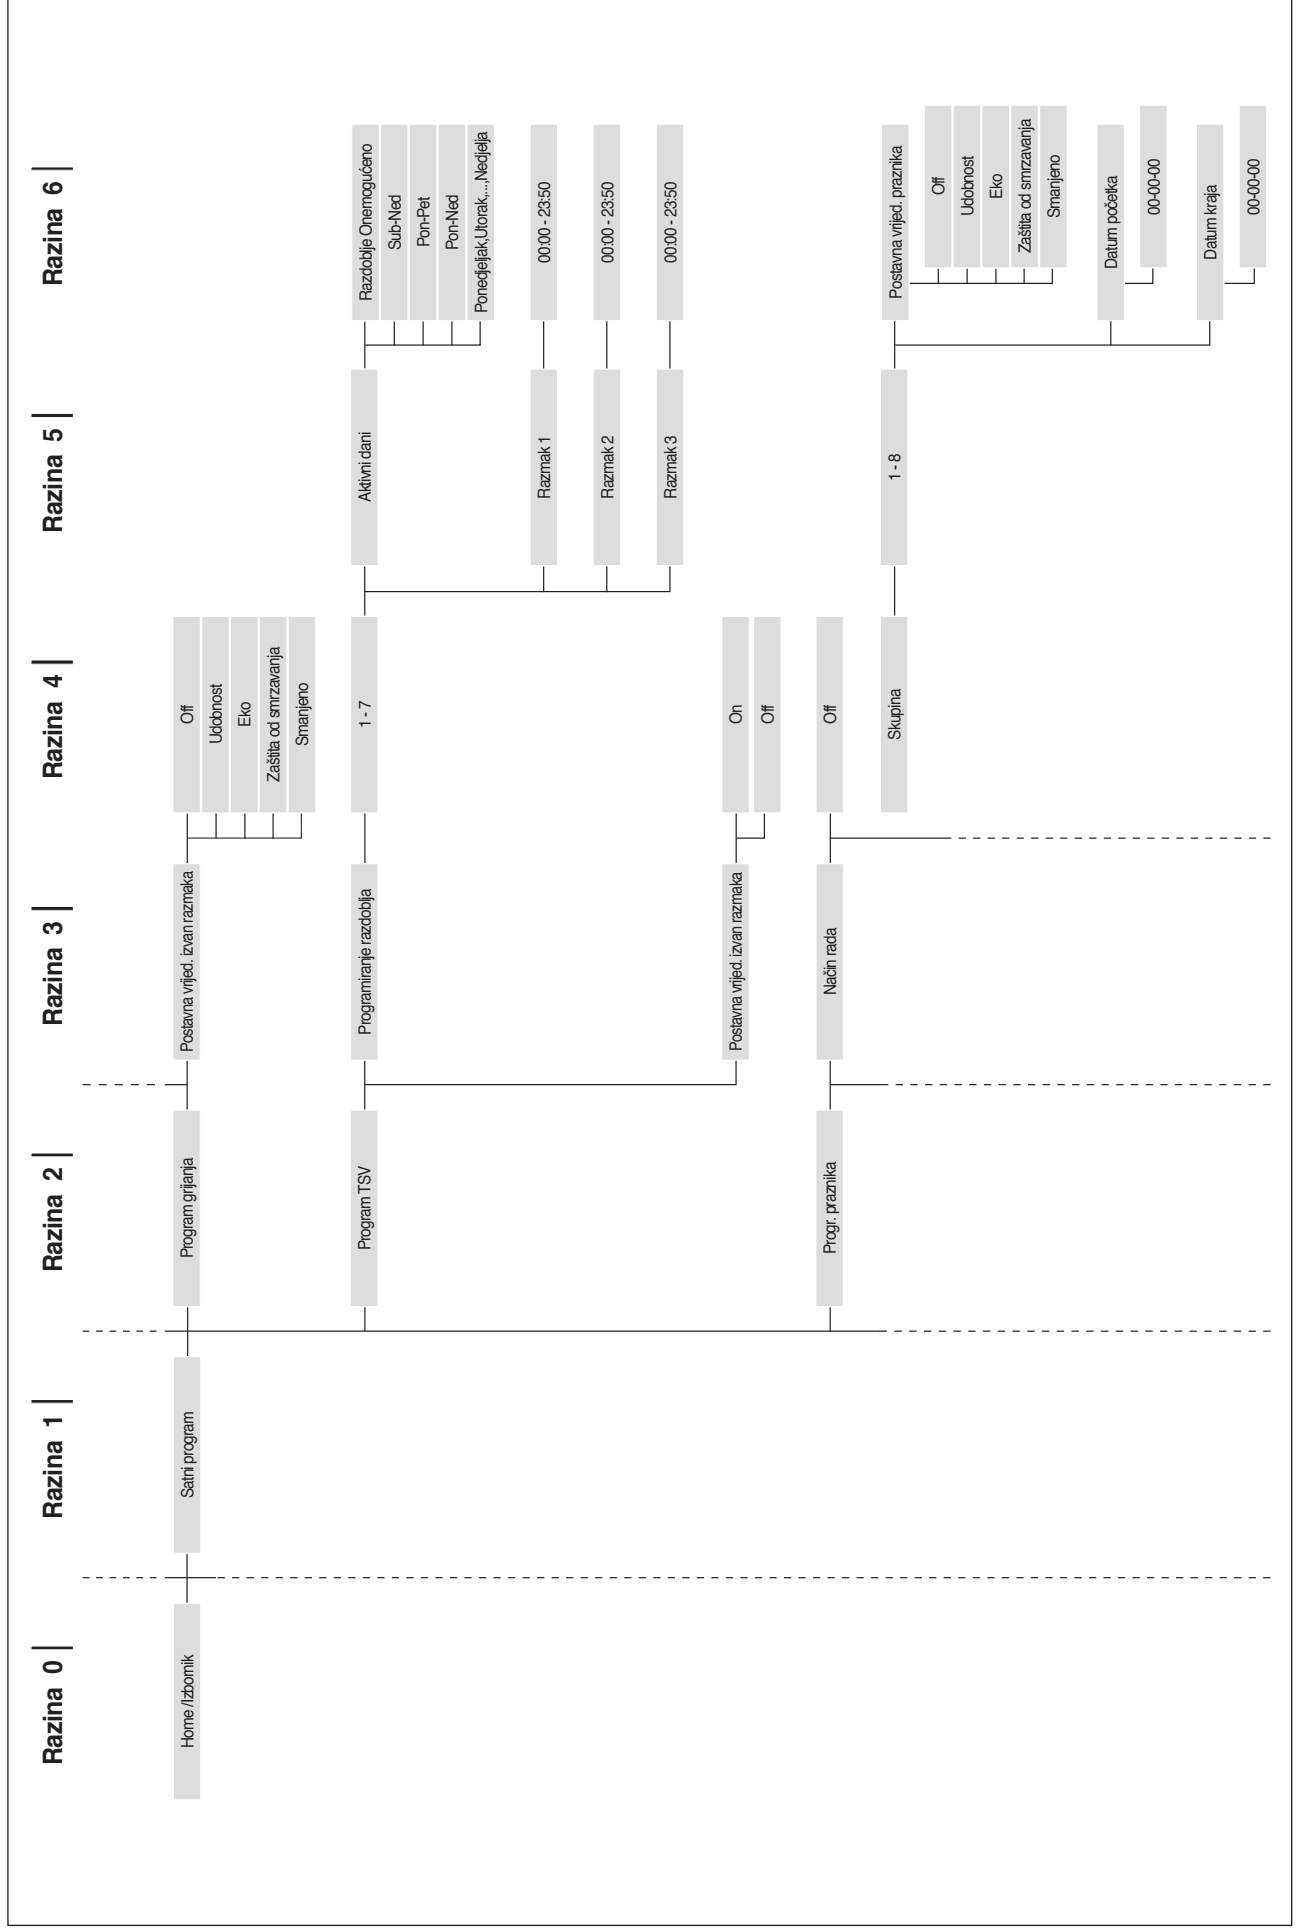 Razina 0
Razina 1
Razina 2
Razina 3
Razina 4
Razina 5
Razina 6
Home /Izbornik
Satni program
Program grijanja
Postavna vrijed. izvan razmaka
Off
Udobnost
Eko
Zaštita od smrzavanja
Smanjeno
Program TSV
Programiranje razdoblja
1 - 7
Aktivni dani
Razdoblje Onemogućeno
Sub-Ned
Pon-Pet
Pon-Ned
Ponedjeljak,Utorak,...,Nedjelja
Razmak 1
00:00 - 23:50
Razmak 2
00:00 - 23:50
Razmak 3
00:00 - 23:50
Postavna vrijed. izvan razmaka
On
Off
Progr. praznika
Način rada
Off
Skupina
1 - 8
Postavna vrijed. praznika
Off
Udobnost
Eko
Zaštita od smrzavanja
Smanjeno
Datum početka
00-00-00
Datum kraja
00-00-00